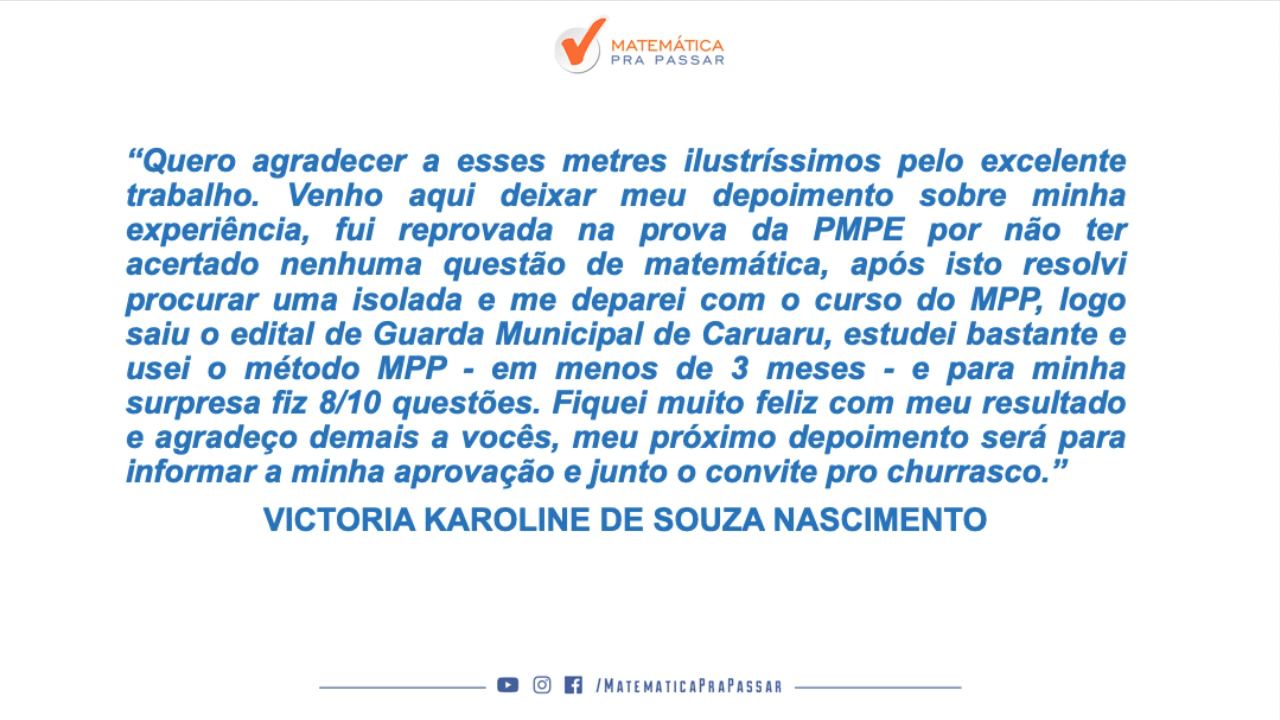 MATEMÁTICA
PRA PASSAR
“Quero agradecer a esses metres ilustríssimos pelo excelente
trabalho. Venho aqui deixar meu depoimento sobre minha
experiência, fui reprovada na prova da PMPE por não ter
acertado nenhuma questão de matemática, após isto resolvi
procurar uma isolada e me deparei com o curso do MPP, logo
saiu o edital de Guarda Municipal de Caruaru, estudei bastante e
usei o método MPP - em menos de 3 meses - e para minha
surpresa fiz 8/10 questões. Fiquei muito feliz com meu resultado
e agradeço demais a vocês, meu próximo depoimento será para
informar a minha aprovação e junto o convite pro churrasco.”
VICTORIA KAROLINE DE SOUZA NASCIMENTO
/MATEMATICAPRAPASSAR